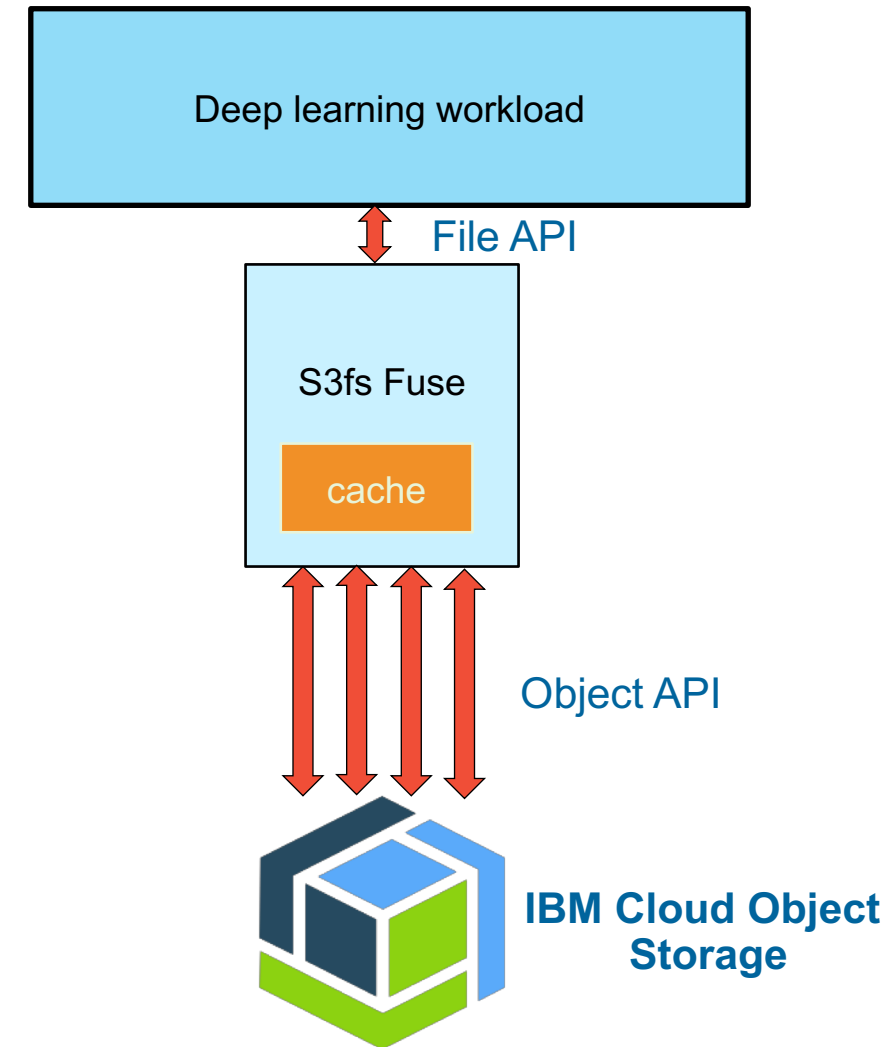 Deep learning workload
File API
S3fs Fuse
cache
Object API
IBM Cloud Object
Storage